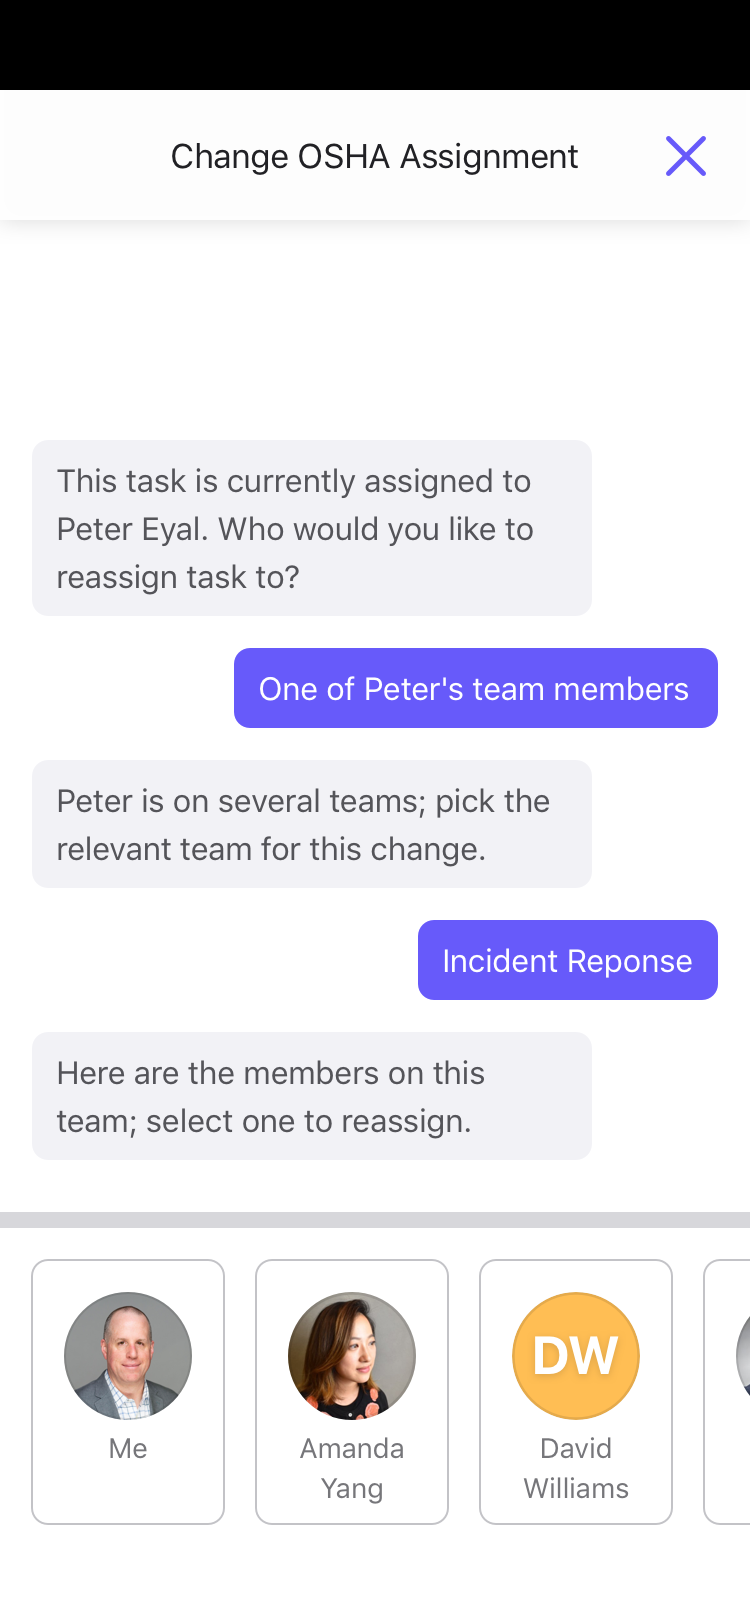 Change OSHA Assignment
This task is currently assigned to
Peter Eyal. Who would you like to
reassign task to?
One of Peter's team members
Peter is on several teams; pick the
relevant team for this change.
Incident Reponse
Here are the members on this
team; select one to reassign.
DW
Me
Amanda
Yang
David
Williams